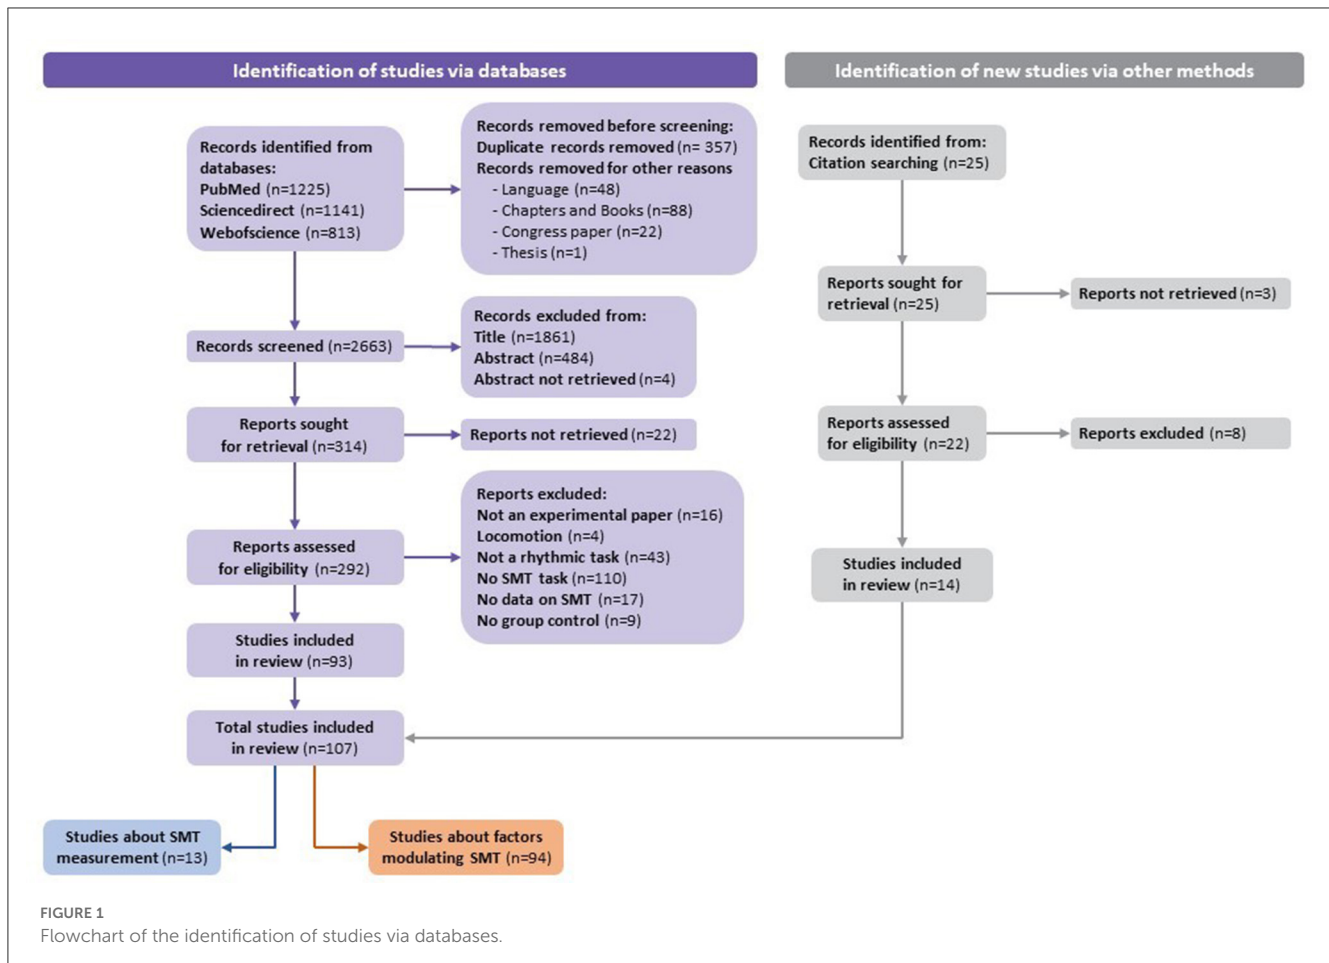 Identification of studies via databases
Identification of new studies via other methods
Records identified from
databases:
PubMed (n=1225)
Sciencedirect (n=1141)
Webofscience (n=813)
Records removed before screening:
Duplicate records removed (n= 357)
Records removed for other reasons
- Language (n=48)
- Chapters and Books (n=88)
- Congress paper (n=22)
- Thesis (n=1)
Records identified from:
Citation searching (n=25)
Reports sought for
retrieval (n=25)
Reports not retrieved (n=3)
Records screened (n=2663)
Records excluded from:
Title (n=1861)
Abstract (n=484)
Abstract not retrieved (n=4)
Reports sought
for retrieval (n=314)
Reports not retrieved (n=22)
Reports assessed
for eligibility (n=22)
Reports excluded (n=8)
Reports assessed
for eligibility (n=292)
Reports excluded:
Not an experimental paper (n=16)
Locomotion (n=4)
Not a rhythmic task (n=43)
No SMT task (n=110)
No data on SMT (n=17)
No group control (n=9)
Studies included
in review (n=14)
Studies included
in review (n=93)
Total studies included
in review (n=107)
Studies about SMT
measurement (n=13)
Studies about factors
modulating SMT (n=94)
FIGURE 1
Flowchart of the identification of studies via databases.